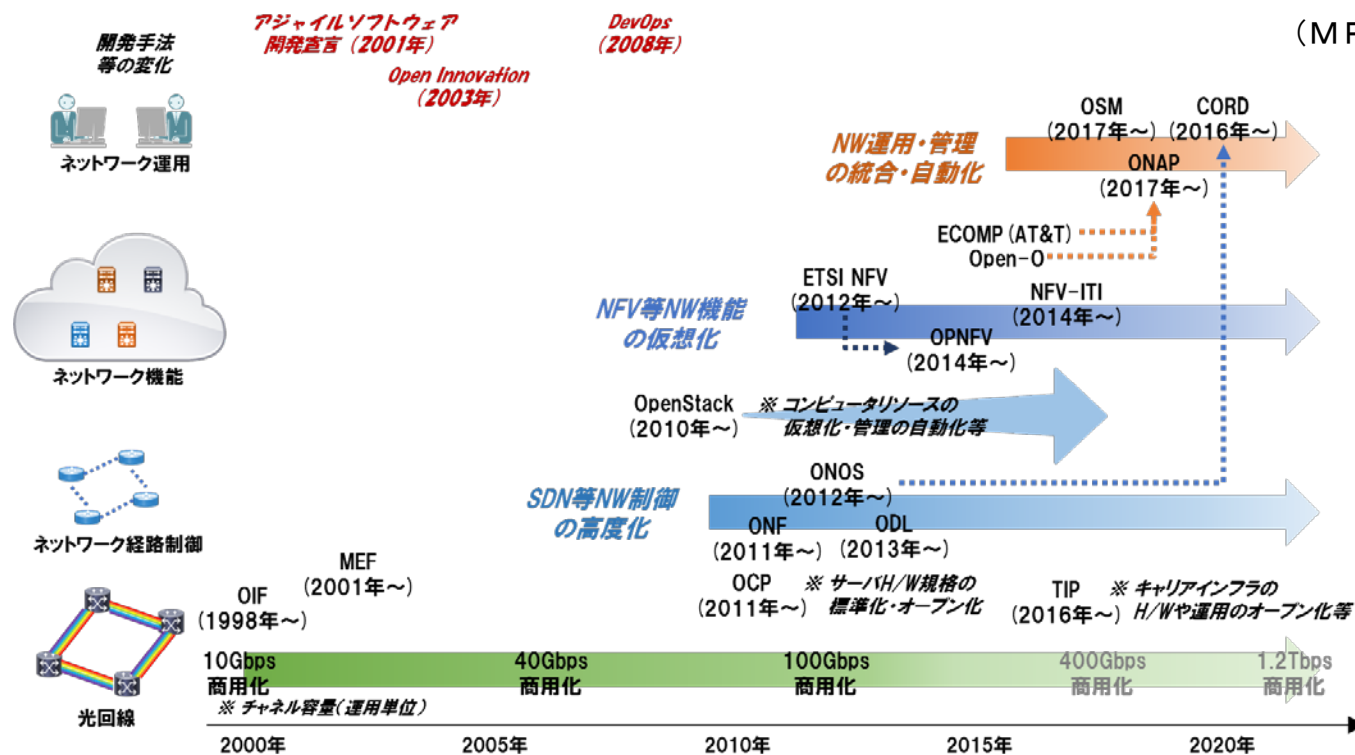 アジャイルソフトウェア
開発宣言（2001年）
DevOps
（2008年）
（MP
開発手法
等の変化
Open Innovation
（2003年）
ネットワーク運用
NW運用・管理
の統合・自動化
OSM
（2017年～）
CORD
（2016年～）
ONAP
（2017年～）
ECOMP（AT&T）
Open-O
ネットワーク機能
NFV等NW機能
の仮想化
ETSI NFV
（2012年～）
NFV-ITI
（2014年～）
OPNFV
（2014年～）
OpenStack
（2010年～）
※ コンピュータリソースの
仮想化・管理の自動化等
ネットワーク経路制御
SDN等NW制御
の高度化
ONOS
（2012年～）
ONF
（2011年～）
ODL
（2013年～）
MEF
（2001年～）
OIF
（1998年～）
OCP
（2011年～）
※ サーバH/W規格の
標準化・オープン化
TIP
（2016年～）
※ キャリアインフラの
H/Wや運用のオープン化等
光回線
10Gbps
商用化
40Gbps
商用化
100Gbps
商用化
400Gbps
商用化
1.2Tbps
商用化
※ チャネル容量（運用単位）
2000年
2005年
2010年
2015年
2020年